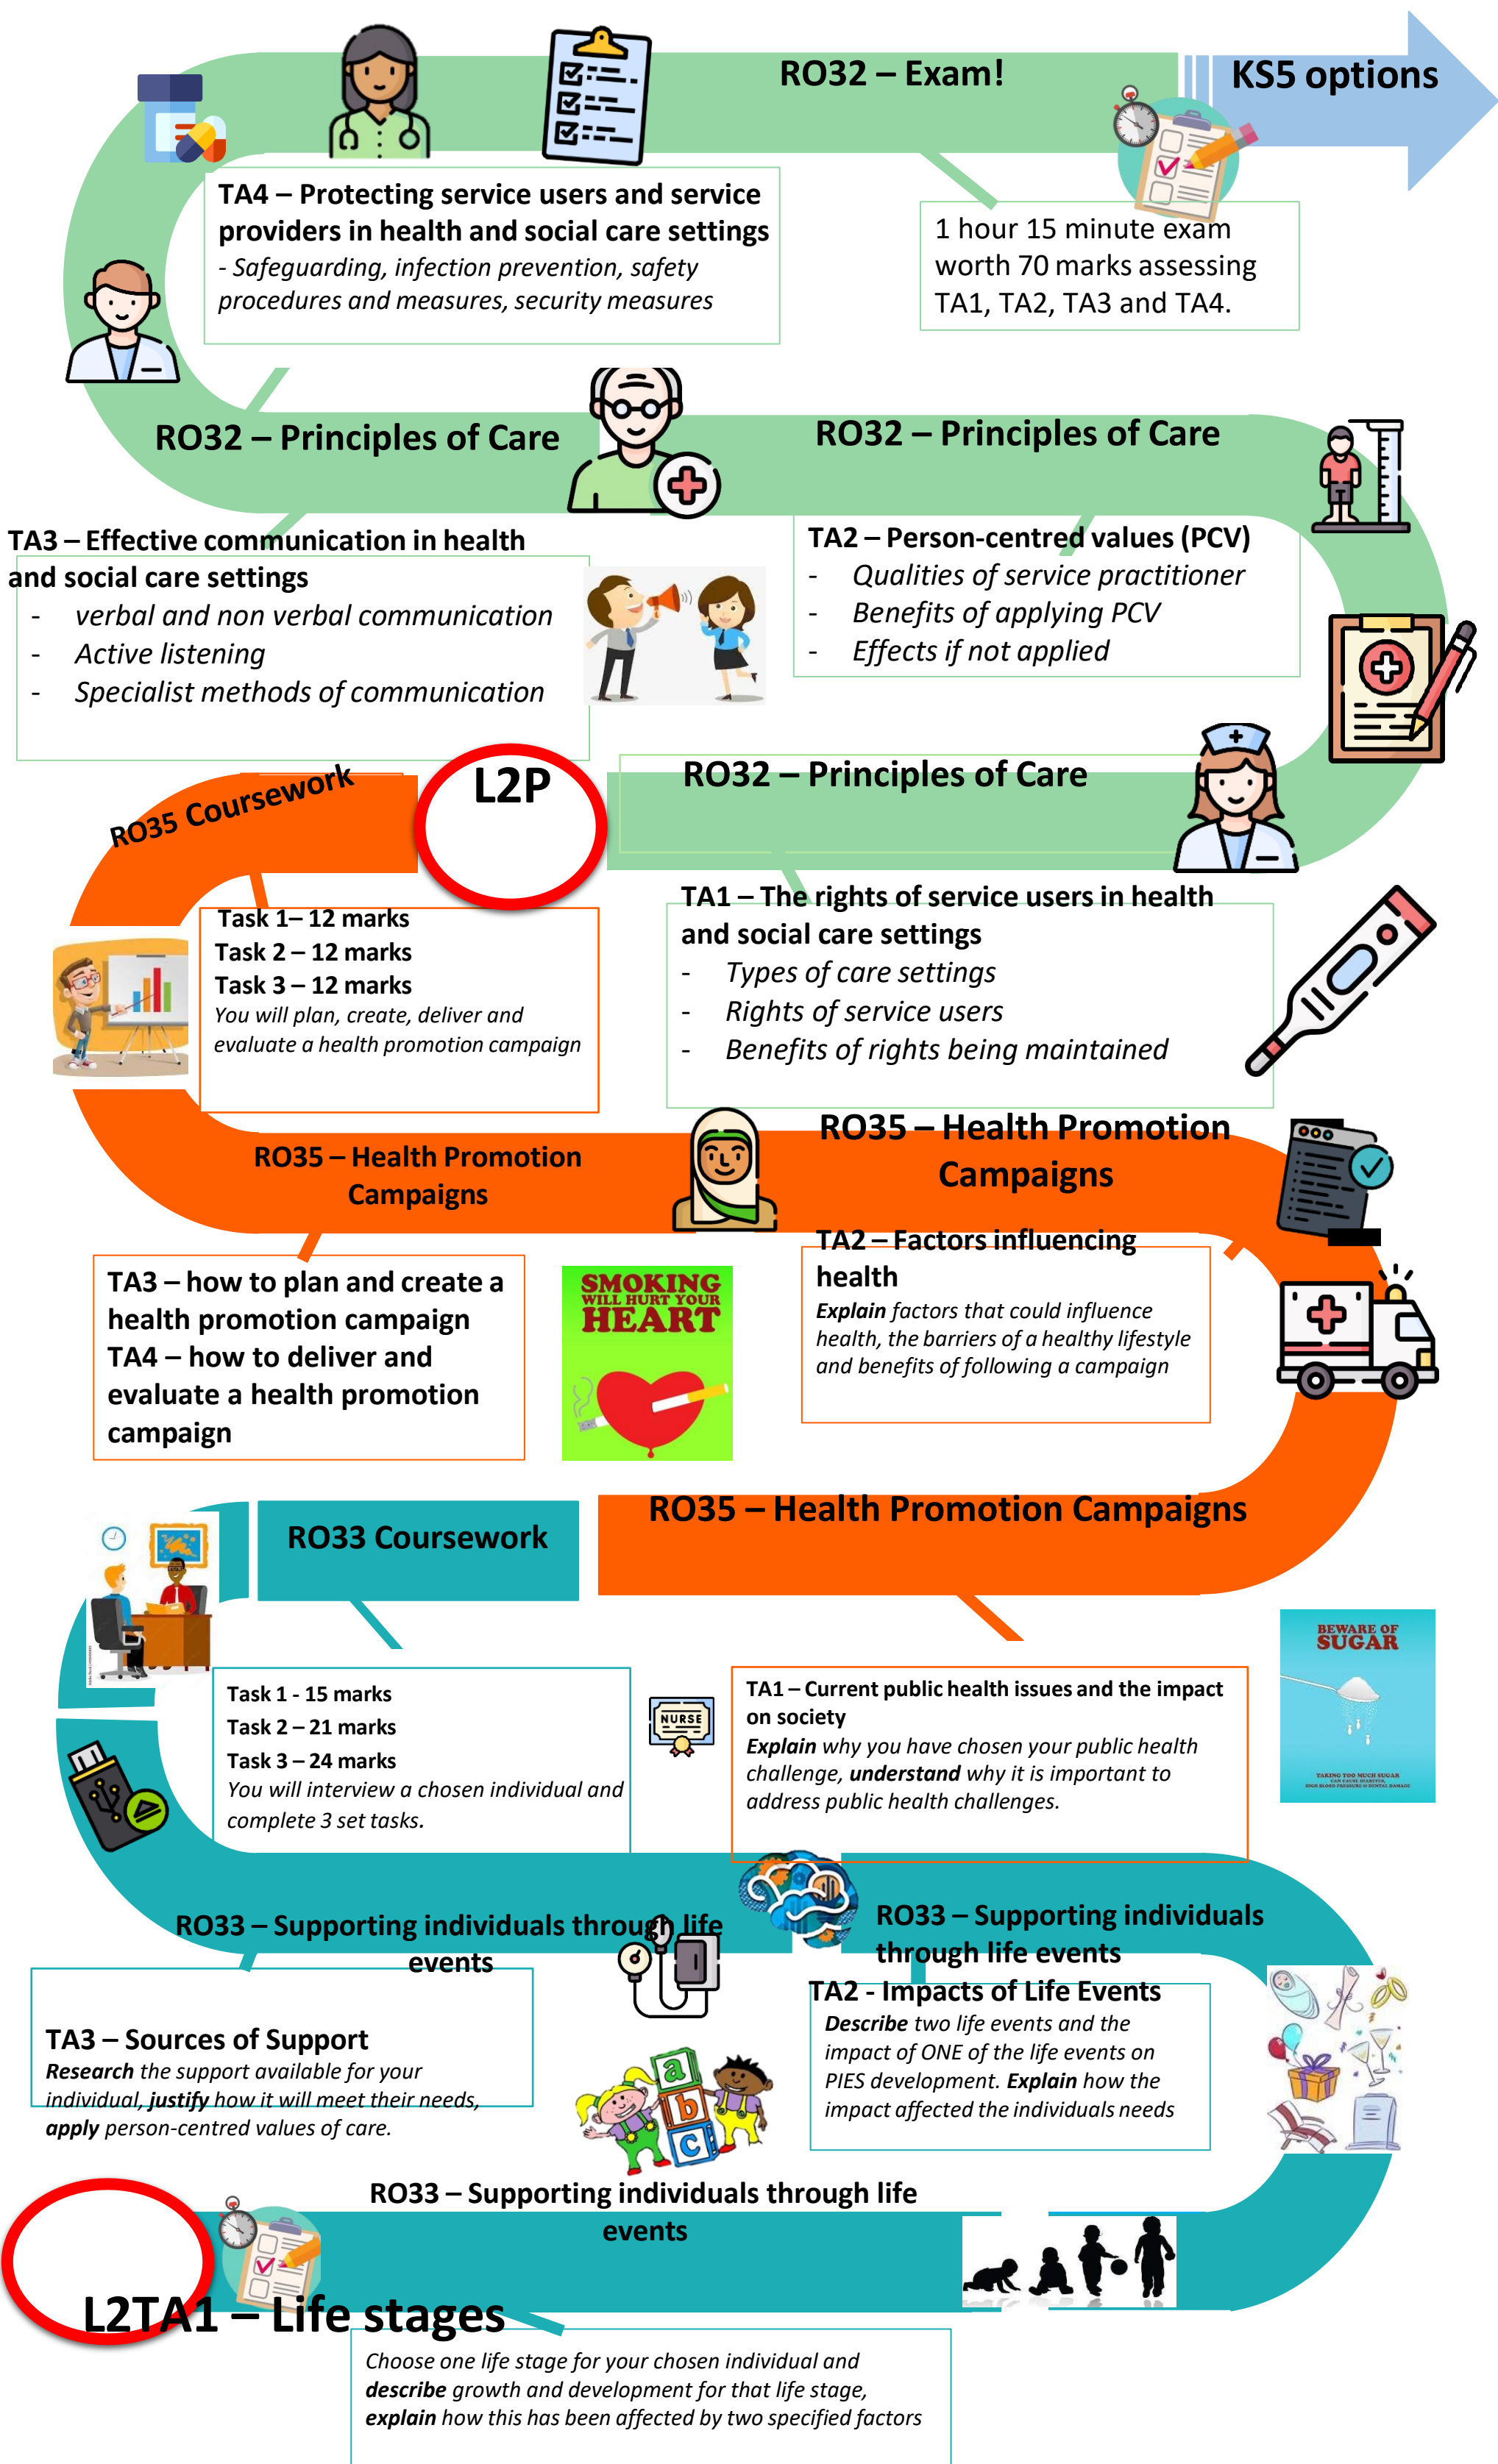 RO32 – Exam!
KS5 options
TA4 – Protecting service users and service
providers in health and social care settings
- Safeguarding, infection prevention, safety
procedures and measures, security measures
1 hour 15 minute exam
worth 70 marks assessing
TA1, TA2, TA3 and TA4.
RO32 – Principles of Care
RO32 – Principles of Care
TA3 – Effective communication in health
and social care settings
- verbal and non verbal communication
- Active listening
- Specialist methods of communication
TA2 – Person-centred values (PCV)
- Qualities of service practitioner
- Benefits of applying PCV
- Effects if not applied
RO35 Coursework
L2P
RO32 – Principles of Care
Task 1– 12 marks
Task 2 – 12 marks
Task 3 – 12 marks
You will plan, create, deliver and
evaluate a health promotion campaign
TA1 – The rights of service users in health
and social care settings
- Types of care settings
- Rights of service users
- Benefits of rights being maintained
RO35 – Health Promotion
Campaigns
RO35 – Health Promotion
Campaigns
TA3 – how to plan and create a
health promotion campaign
TA4 – how to deliver and
evaluate a health promotion
campaign
SMOKING
WILL HURT YOUR
HEART
TA2 – Factors influencing
health
Explain factors that could influence
health, the barriers of a healthy lifestyle
and benefits of following a campaign
RO33 Coursework
RO35 – Health Promotion Campaigns
Task 1 - 15 marks
Task 2 – 21 marks
Task 3 – 24 marks
You will interview a chosen individual and
complete 3 set tasks.
NURSE
TA1 – Current public health issues and the impact
on society
Explain why you have chosen your public health
challenge, understand why it is important to
address public health challenges.
BEWARE OF
SUGAR
TAKING TOO MUCH SUGAR
CAN CAUSE DIABETES,
HIGH BLOOD PRESSURE & DENTAL DAMAGE
RO33 – Supporting individuals through life
events
RO33 – Supporting individuals
through life events
TA3 – Sources of Support
Research the support available for your
individual, justify how it will meet their needs,
apply person-centred values of care.
a
b
c
TA2 - Impacts of Life Events
Describe two life events and the
impact of ONE of the life events on
PIES development. Explain how the
impact affected the individuals needs
RO33 – Supporting individuals through life
events
L2TA1 – Life stages
Choose one life stage for your chosen individual and
describe growth and development for that life stage,
explain how this has been affected by two specified factors